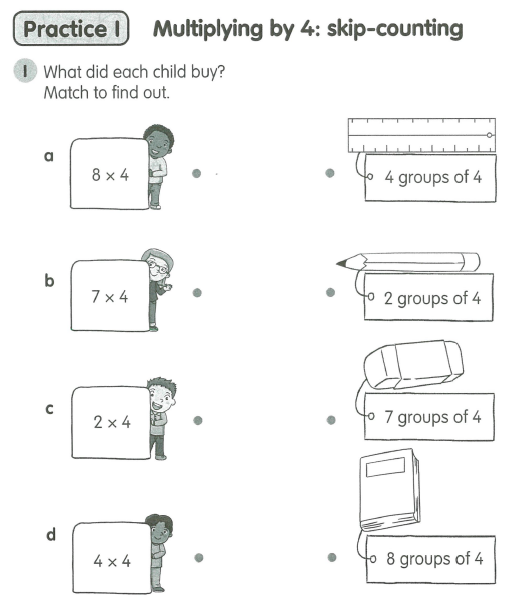 Practice 1 Multiplying by 4: skip-counting
1 What did each child buy?
Match to find out.
a 8 × 4 4 groups of 4
b 7 × 4 2 groups of 4
c 2 × 4 7 groups of 4
d 4 × 4 8 groups of 4